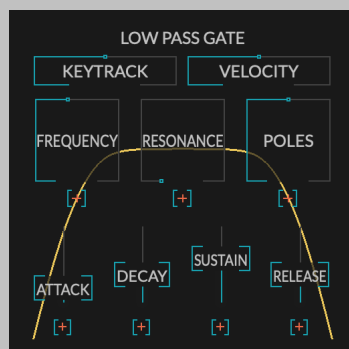 LOW PASS GATE
KEYTRACK VELOCITY
FREQUENCY RESONANCE POLES
ATTACK DECAY SUSTAIN RELEASE